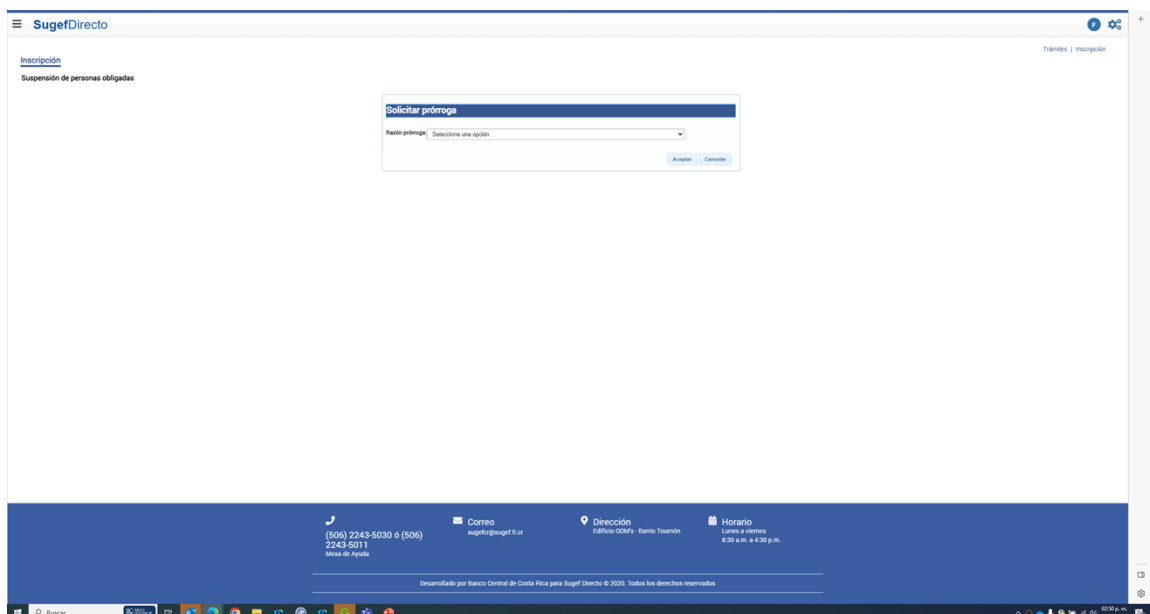 SugefDirecto
F
Trámites | Inscripción
Inscripción
Suspensión de personas obligadas
Solicitar prórroga
Razón prórroga: Seleccione una opción
Aceptar Cancelar
(506) 2243-5030 ó (506)
2243-5011
Mesa de Ayuda
Correo
sugefcr@sugef.fi.cr
Dirección
Edificio ODM's - Barrio Tournón
Horario
Lunes a viernes
8:30 a.m. a 4:30 p.m.
Desarrollado por Banco Central de Costa Rica para Sugef Directo © 2020. Todos los derechos reservados
Buscar
02:50 p. m.